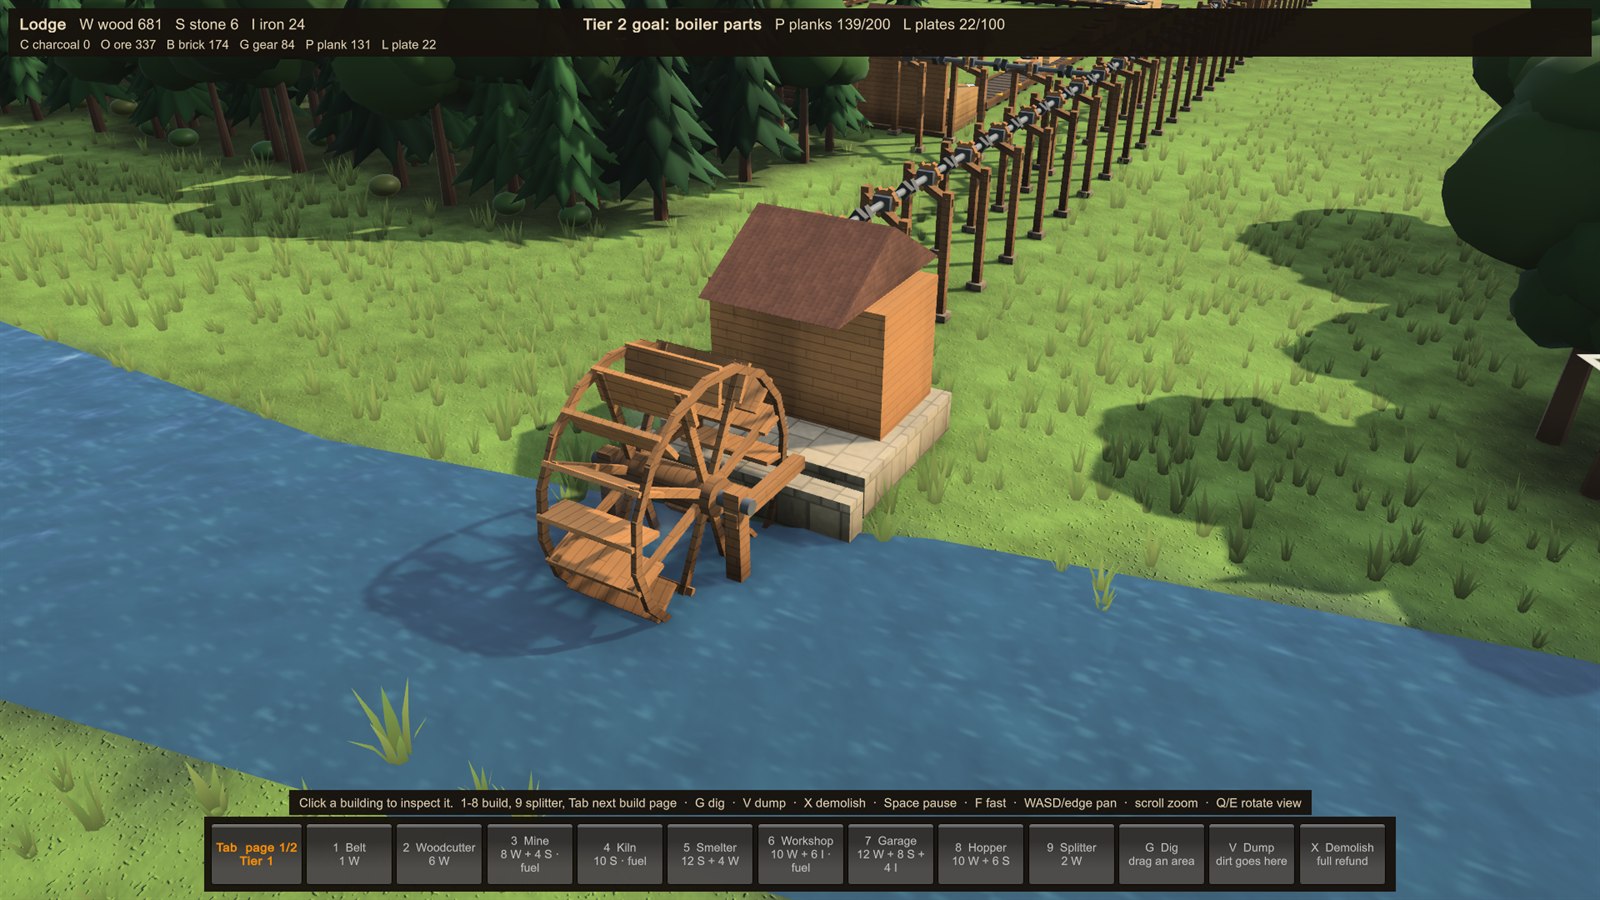 Lodge W wood 681 S stone 6 I iron 24
C charcoal 0 O ore 337 B brick 174 G gear 84 P plank 131 L plate 22
Tier 2 goal: boiler parts P planks 139/200 L plates 22/100
Click a building to inspect it. 1-8 build, 9 splitter, Tab next build page · G dig · V dump · X demolish · Space pause · F fast · WASD/edge pan · scroll zoom · Q/E rotate view
Tab page 1/2
Tier 1
1 Belt
1 W
2 Woodcutter
6 W
3 Mine
8 W + 4 S ·
fuel
4 Kiln
10 S · fuel
5 Smelter
12 S + 4 W
6 Workshop
10 W + 6 I ·
fuel
7 Garage
12 W + 8 S +
4 I
8 Hopper
10 W + 6 S
9 Splitter
2 W
G Dig
drag an area
V Dump
dirt goes here
X Demolish
full refund